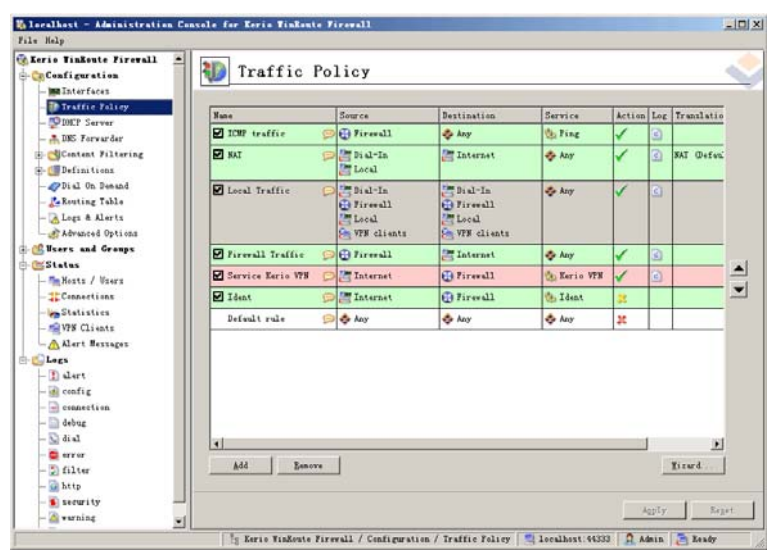 localhost - Administration Console for Kerio WinRoute Firewall
File Help
Kerio WinRoute Firewall
Configuration
Interfaces
Traffic Policy
DHCP Server
DNS Forwarder
Content Filtering
Definitions
Dial On Demand
Routing Table
Logs & Alerts
Advanced Options
Users and Groups
Status
Hosts / Users
Connections
Statistics
VPN Clients
Alert Messages
Logs
alert
config
connection
debug
dial
error
filter
http
security
warning
Traffic Policy
Name Source Destination Service Action Log Translatio
ICMP traffic Firewall Any Ping
NAT Dial-In Internet Any NAT (Defau
Local
Local Traffic Dial-In Dial-In Any
Firewall Firewall
Local Local
VPN clients VPN clients
Firewall Traffic Firewall Internet Any
Service Kerio VPN Internet Firewall Kerio VPN
Ident Internet Firewall Ident
Default rule Any Any Any
Add Remove Wizard...
Apply Reset
Kerio WinRoute Firewall / Configuration / Traffic Policy localhost:44333 Admin Ready